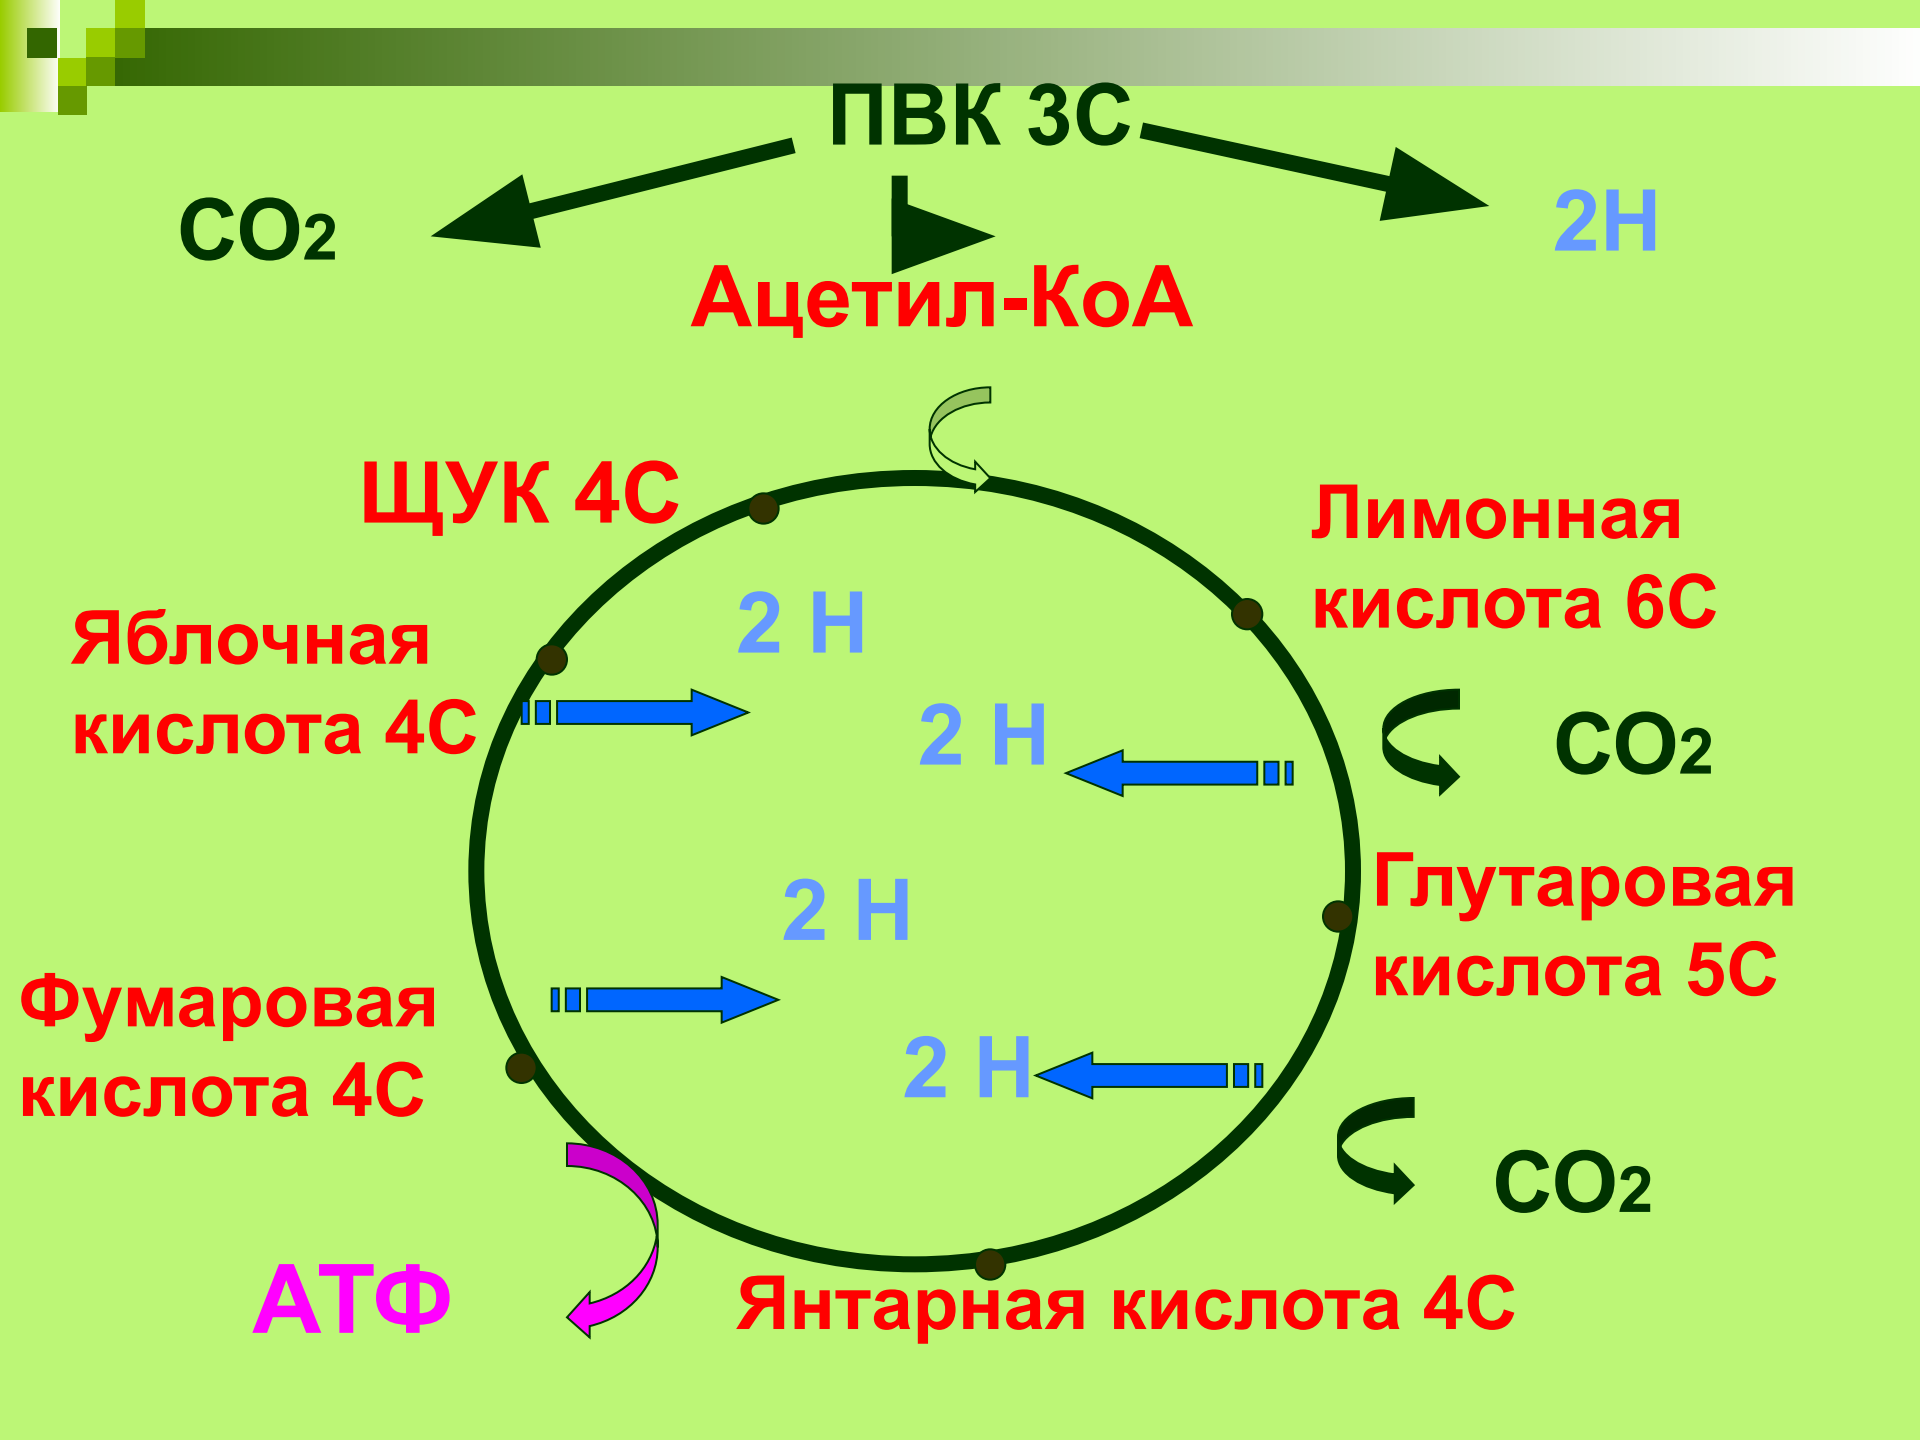 ПВК 3С
СО2
2Н
Ацетил-КоА
ЩУК 4С
Лимонная
кислота 6С
2 Н
Яблочная
кислота 4С
2 Н
СО2
Глутаровая
кислота 5С
2 Н
Фумаровая
кислота 4С
2 Н
СО2
АТФ
Янтарная кислота 4С